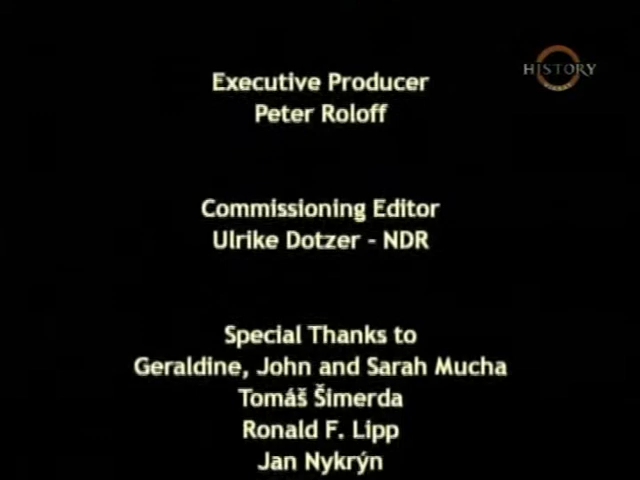 Executive Producer
Peter Roloff
HISTORY
Commissioning Editor
Ulrike Dotzer - NDR
Special Thanks to
Geraldine, John and Sarah Mucha
Tomáš Šimerda
Ronald F. Lipp
Jan Nykrýn